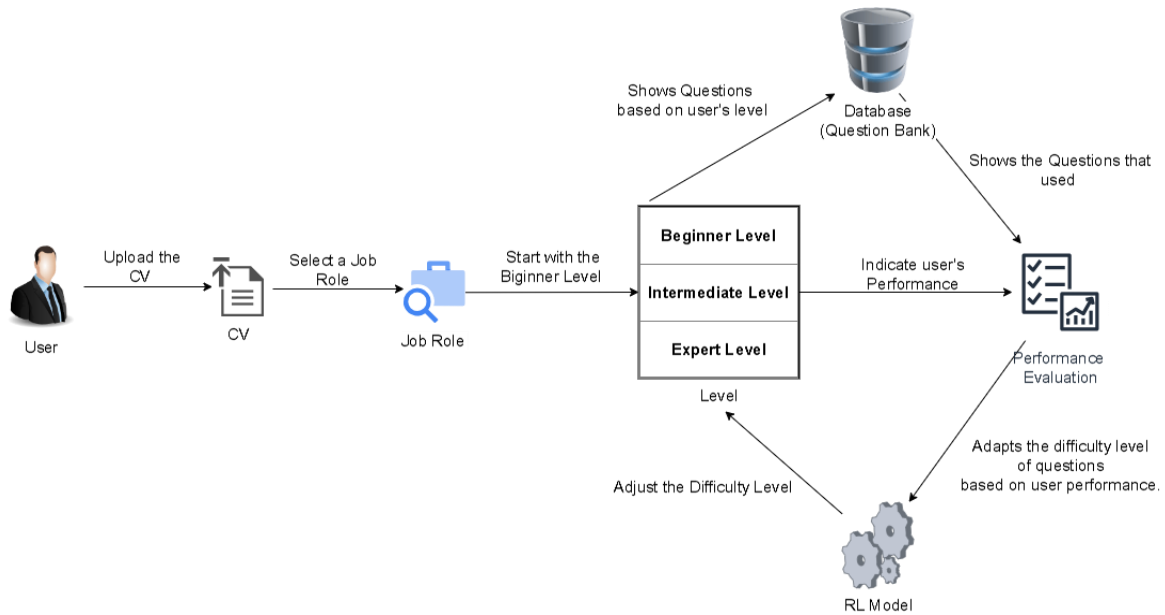 Shows Questions
based on user's level
Database
(Question Bank)
Shows the Questions that
used
Upload the
CV
Select a Job
Role
Start with the
Biginner Level
Beginner Level
Intermediate Level
Expert Level
Indicate user's
Performance
User
CV
Job Role
Level
Performance
Evaluation
Adjust the Difficulty Level
Adapts the difficulty level
of questions
based on user performance.
RL Model